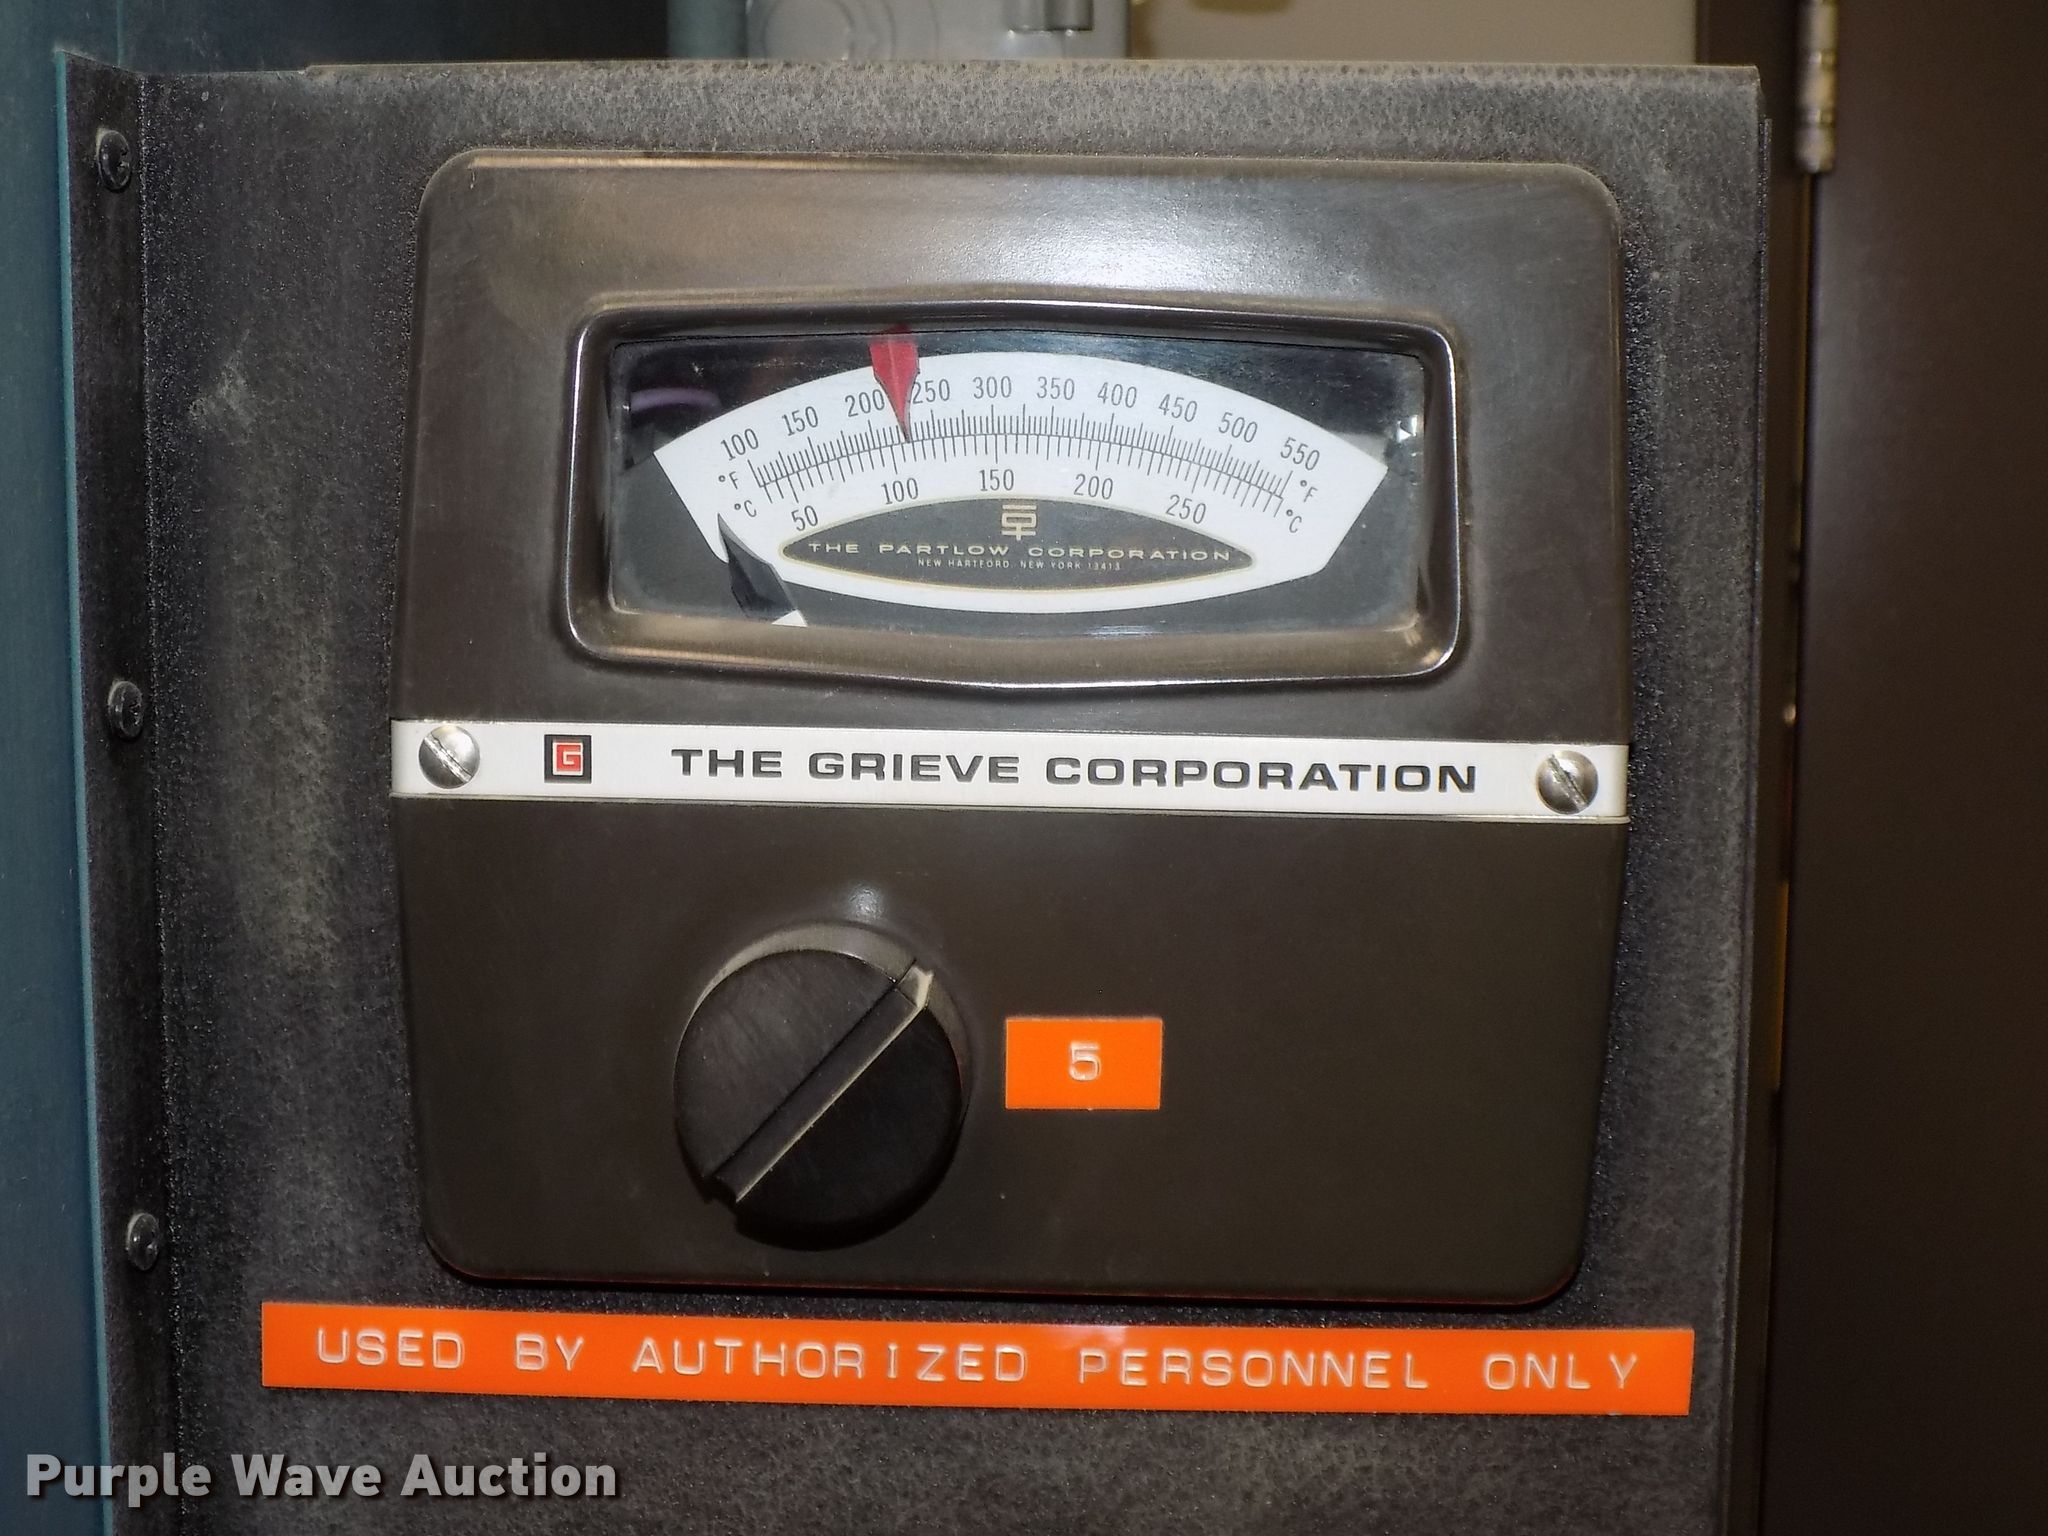 100 150 200 250 300 350 400 450 500 550
°F °F
°C 50 100 150 200 250 °C
THE PARTLOW CORPORATION
NEW HARTFORD, NEW YORK 13413
G THE GRIEVE CORPORATION
5
USED BY AUTHORIZED PERSONNEL ONLY
Purple Wave Auction